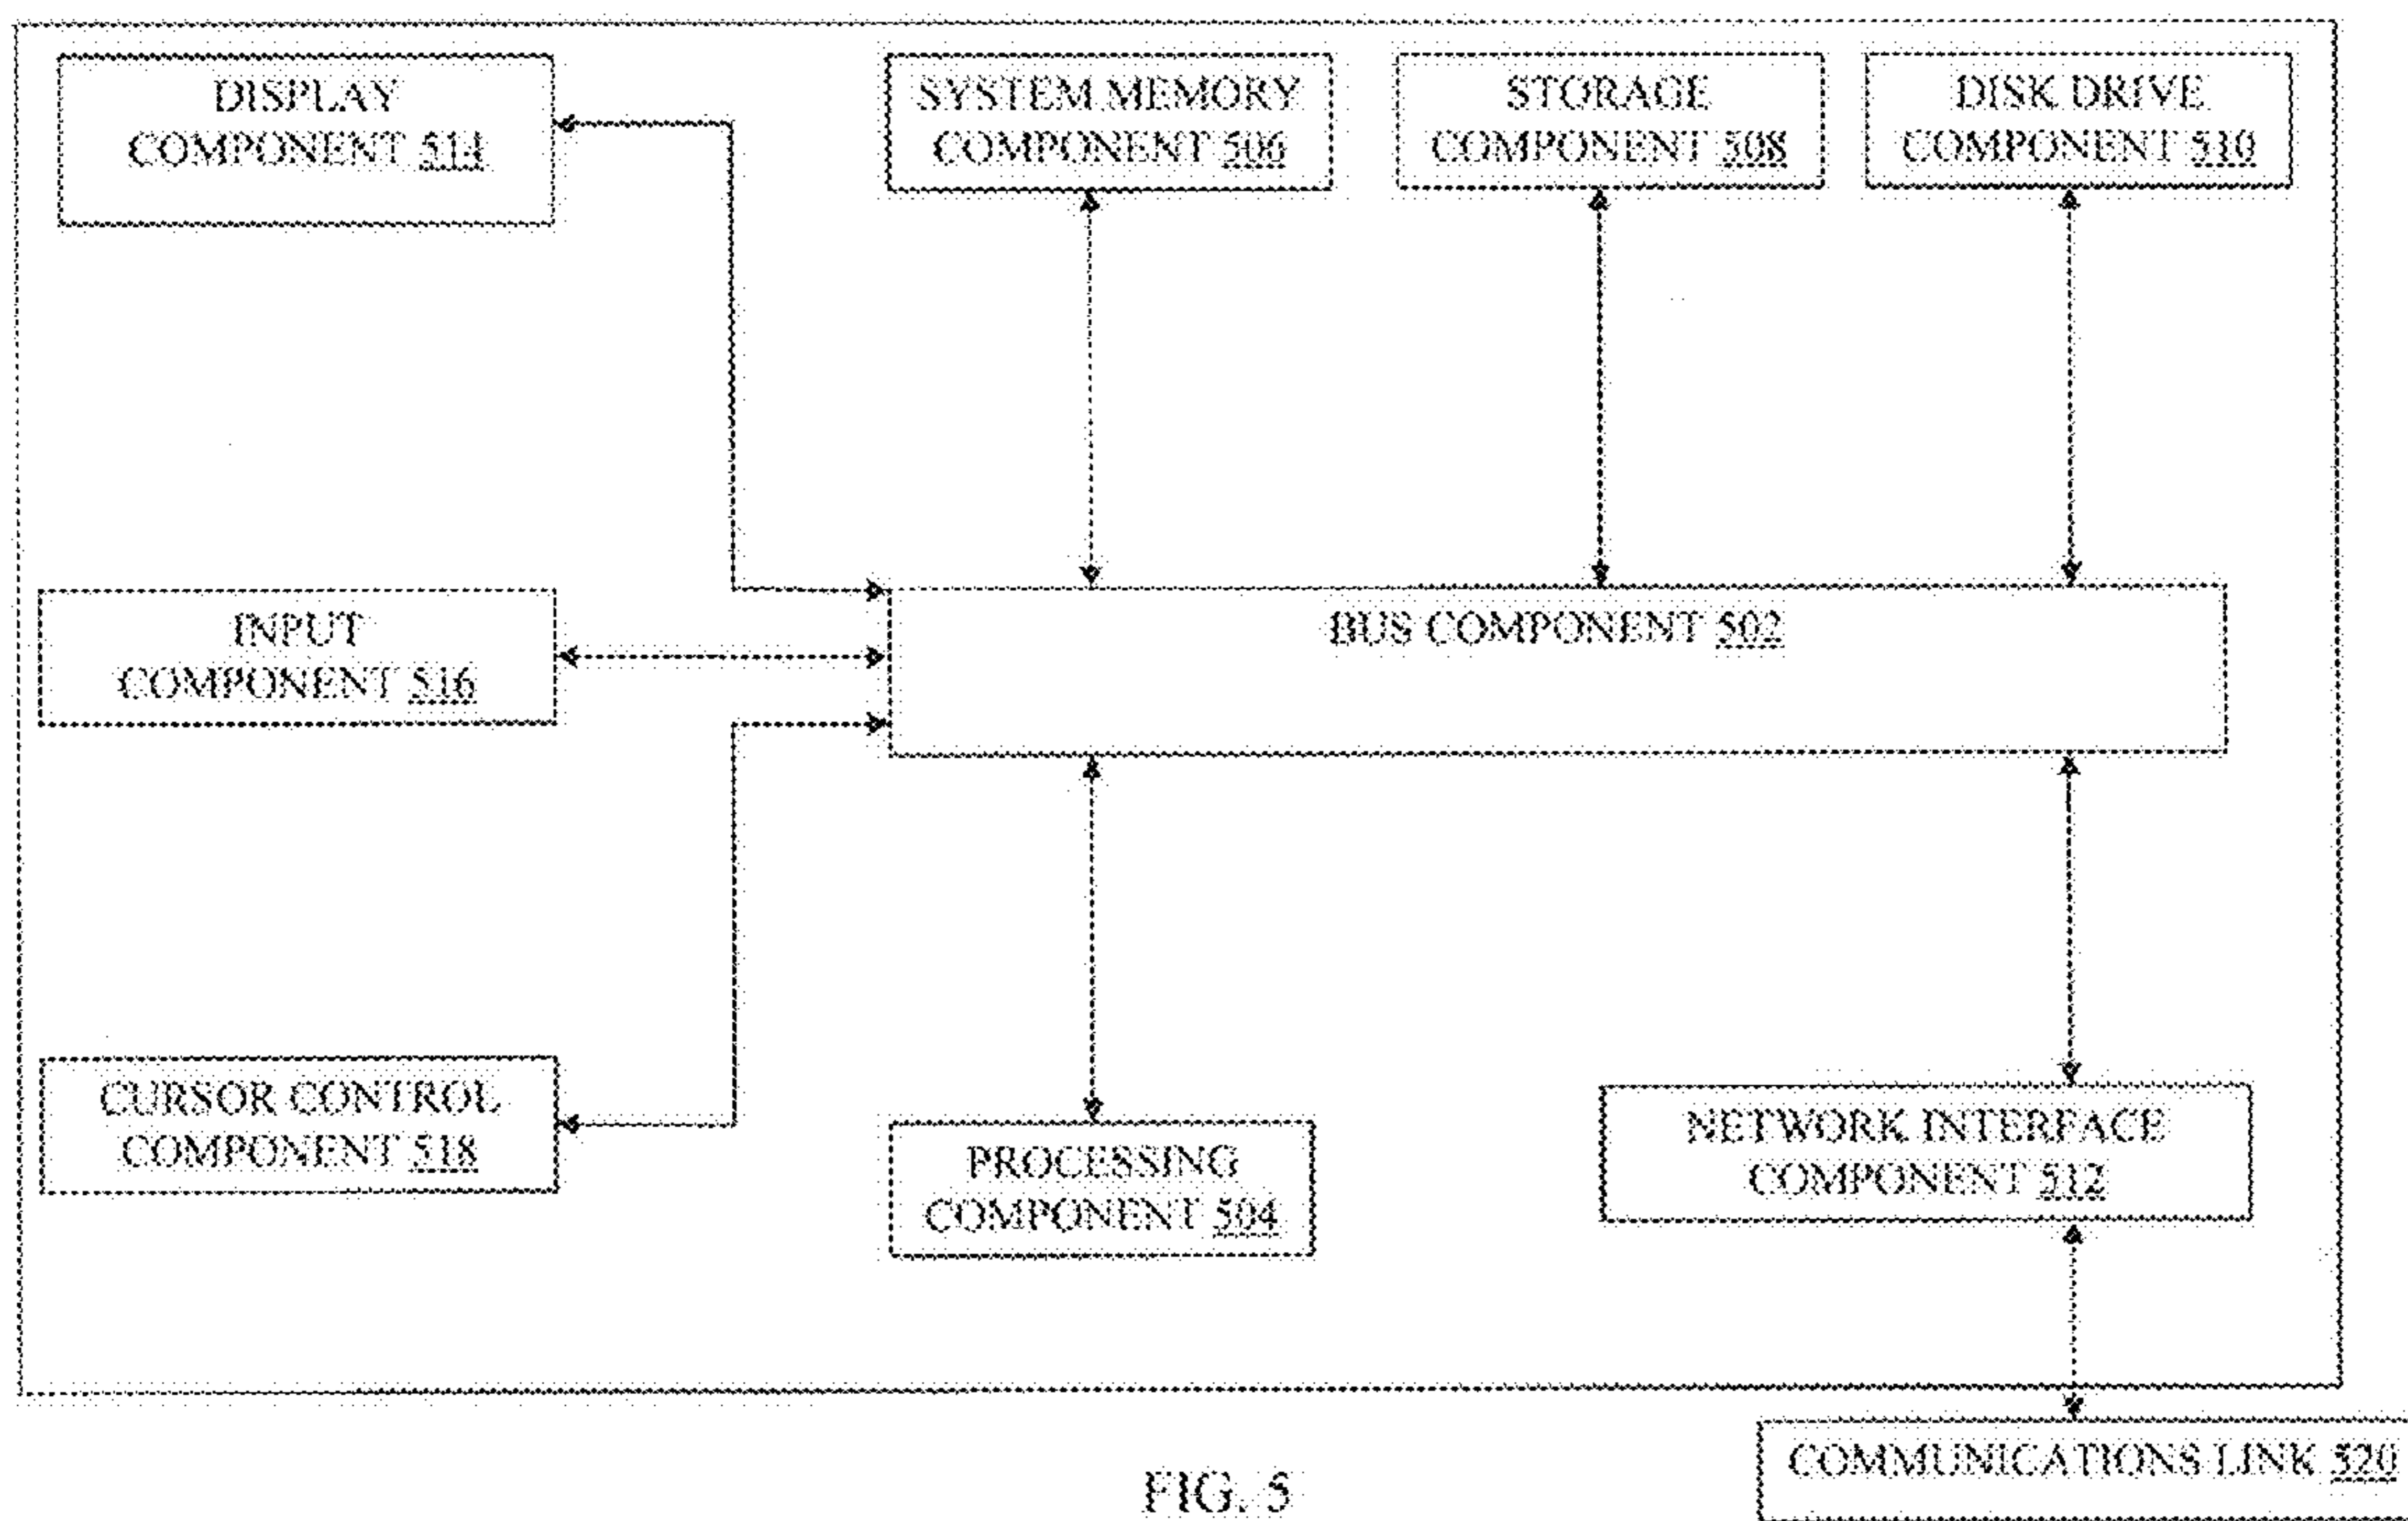 DISPLAY
COMPONENT 514
SYSTEM MEMORY
COMPONENT 506
STORAGE
COMPONENT 508
DISK DRIVE
COMPONENT 510
INPUT
COMPONENT 516
BUS COMPONENT 502
CURSOR CONTROL
COMPONENT 518
PROCESSING
COMPONENT 504
NETWORK INTERFACE
COMPONENT 512
COMMUNICATIONS LINK 520
FIG. 5